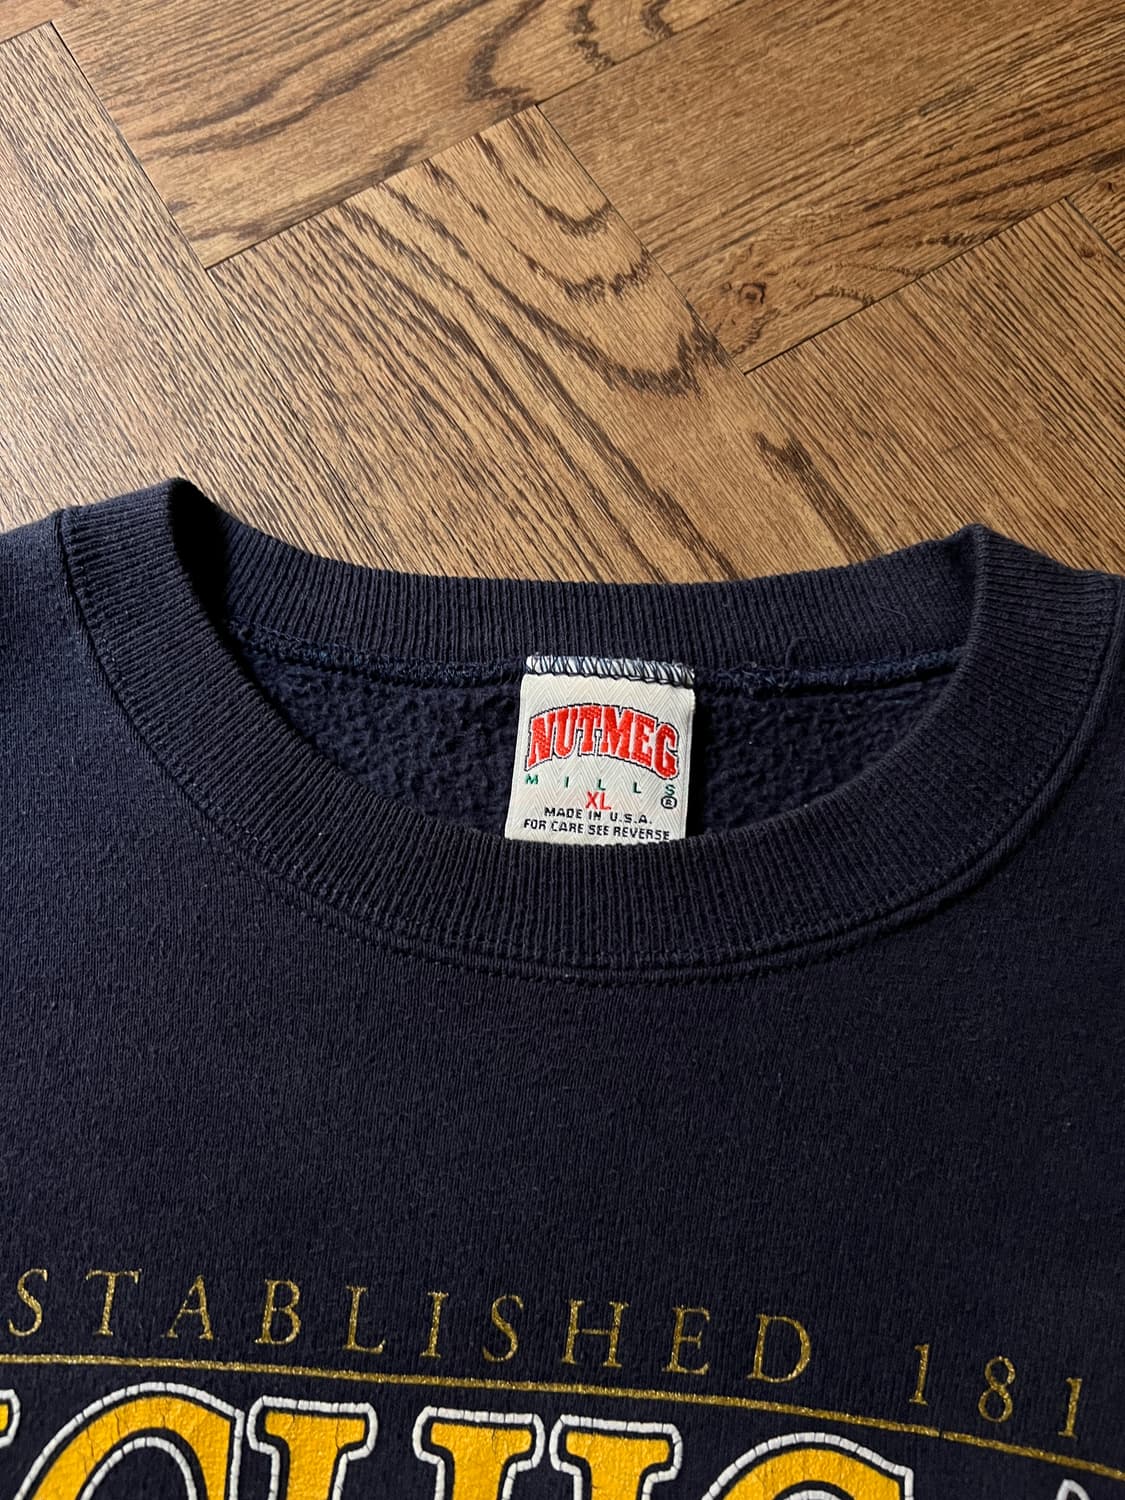 NUTMEG
MILLS®
XL
MADE IN U.S.A.
FOR CARE SEE REVERSE
STABLISHED 181